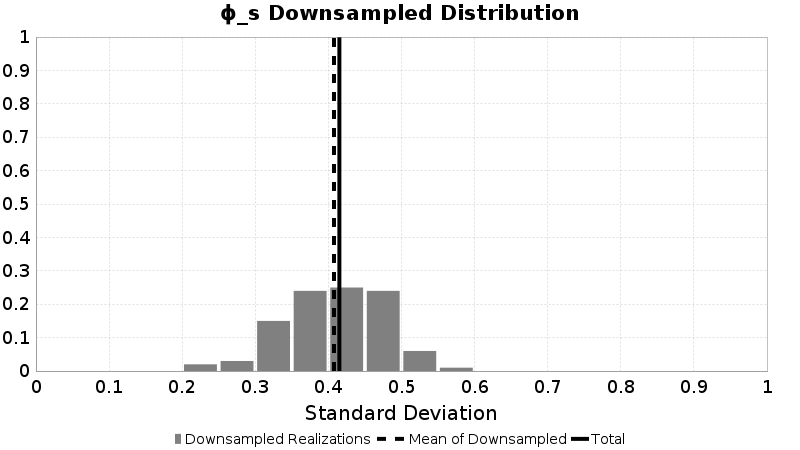 ϕ_s Downsampled Distribution
1
0.9
0.8
0.7
0.6
0.5
0.4
0.3
0.2
0.1
0
0 0.1 0.2 0.3 0.4 0.5 0.6 0.7 0.8 0.9 1
Standard Deviation
Downsampled Realizations Mean of Downsampled Total